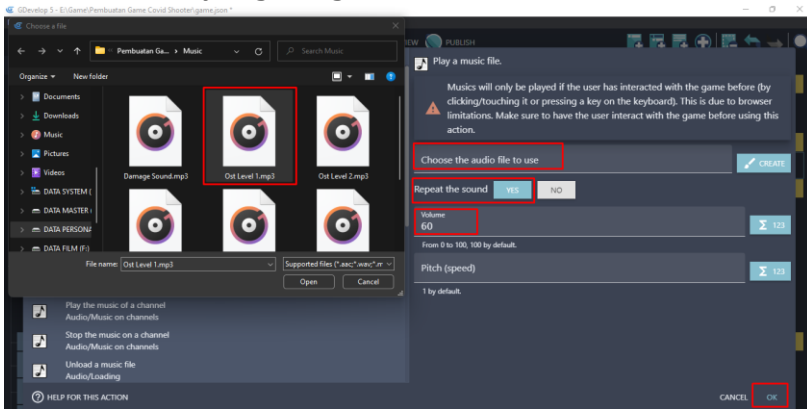 GDevelop 5 - E:\Game\Pembuatan Game Covid Shooter\game.json *
Choose a file
Pembuatan Ga... > Music
Search Music
Organize
New folder
Documents
Downloads
Music
Pictures
Videos
DATA SYSTEM (
DATA MASTER
DATA PERSONA
DATA FILM (F:)
Damage Sound.mp3
Ost Level 1.mp3
Ost Level 2.mp3
File name: Ost Level 1.mp3
Supported files (*.aac;*.wav;*.m
Open
Cancel
Play the music of a channel
Audio/Music on channels
Stop the music on a channel
Audio/Music on channels
Unload a music file
Audio/Loading
HELP FOR THIS ACTION
PUBLISH
Play a music file.
Musics will only be played if the user has interacted with the game before (by
clicking/touching it or pressing a key on the keyboard). This is due to browser
limitations. Make sure to have the user interact with the game before using this
action.
Choose the audio file to use
CREATE
Repeat the sound
YES
NO
Volume
60
Σ 123
From 0 to 100, 100 by default.
Pitch (speed)
Σ 123
1 by default.
CANCEL
OK